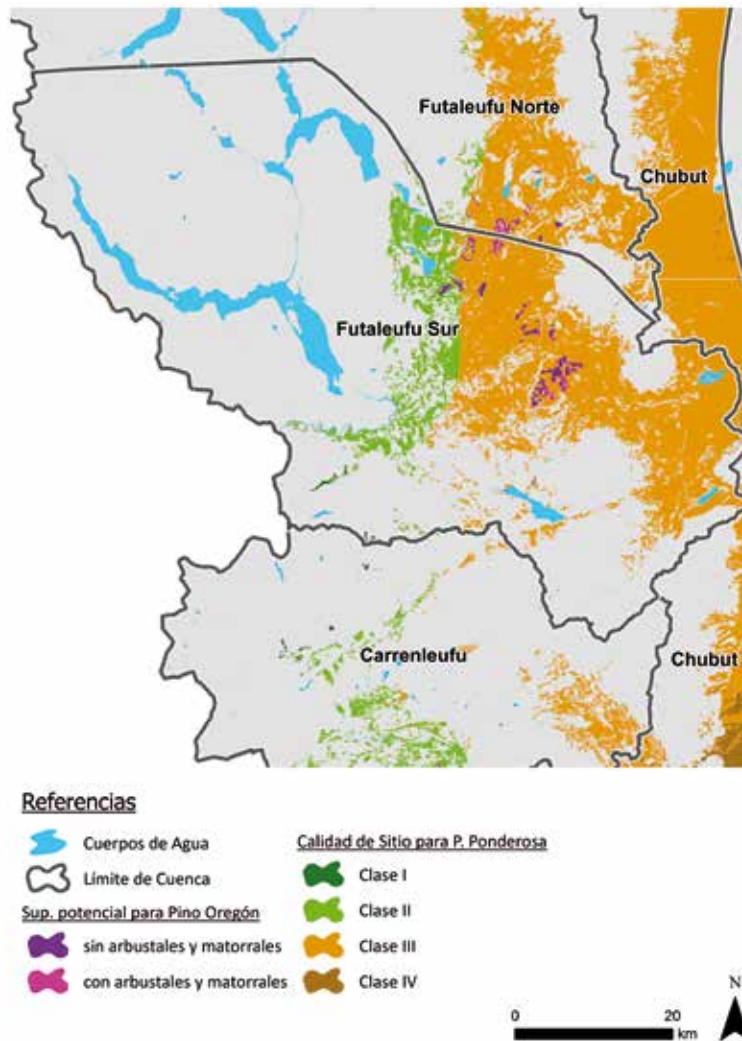 Futaleufu Norte
Chubut
Futaleufu Sur
Carrenleufu
Chubut
Referencias
Cuerpos de Agua
Límite de Cuenca
Sup. potencial para Pino Oregón
sin arbustales y matorrales
con arbustales y matorrales
Calidad de Sitio para P. Ponderosa
Clase I
Clase II
Clase III
Clase IV
0 20
km
N